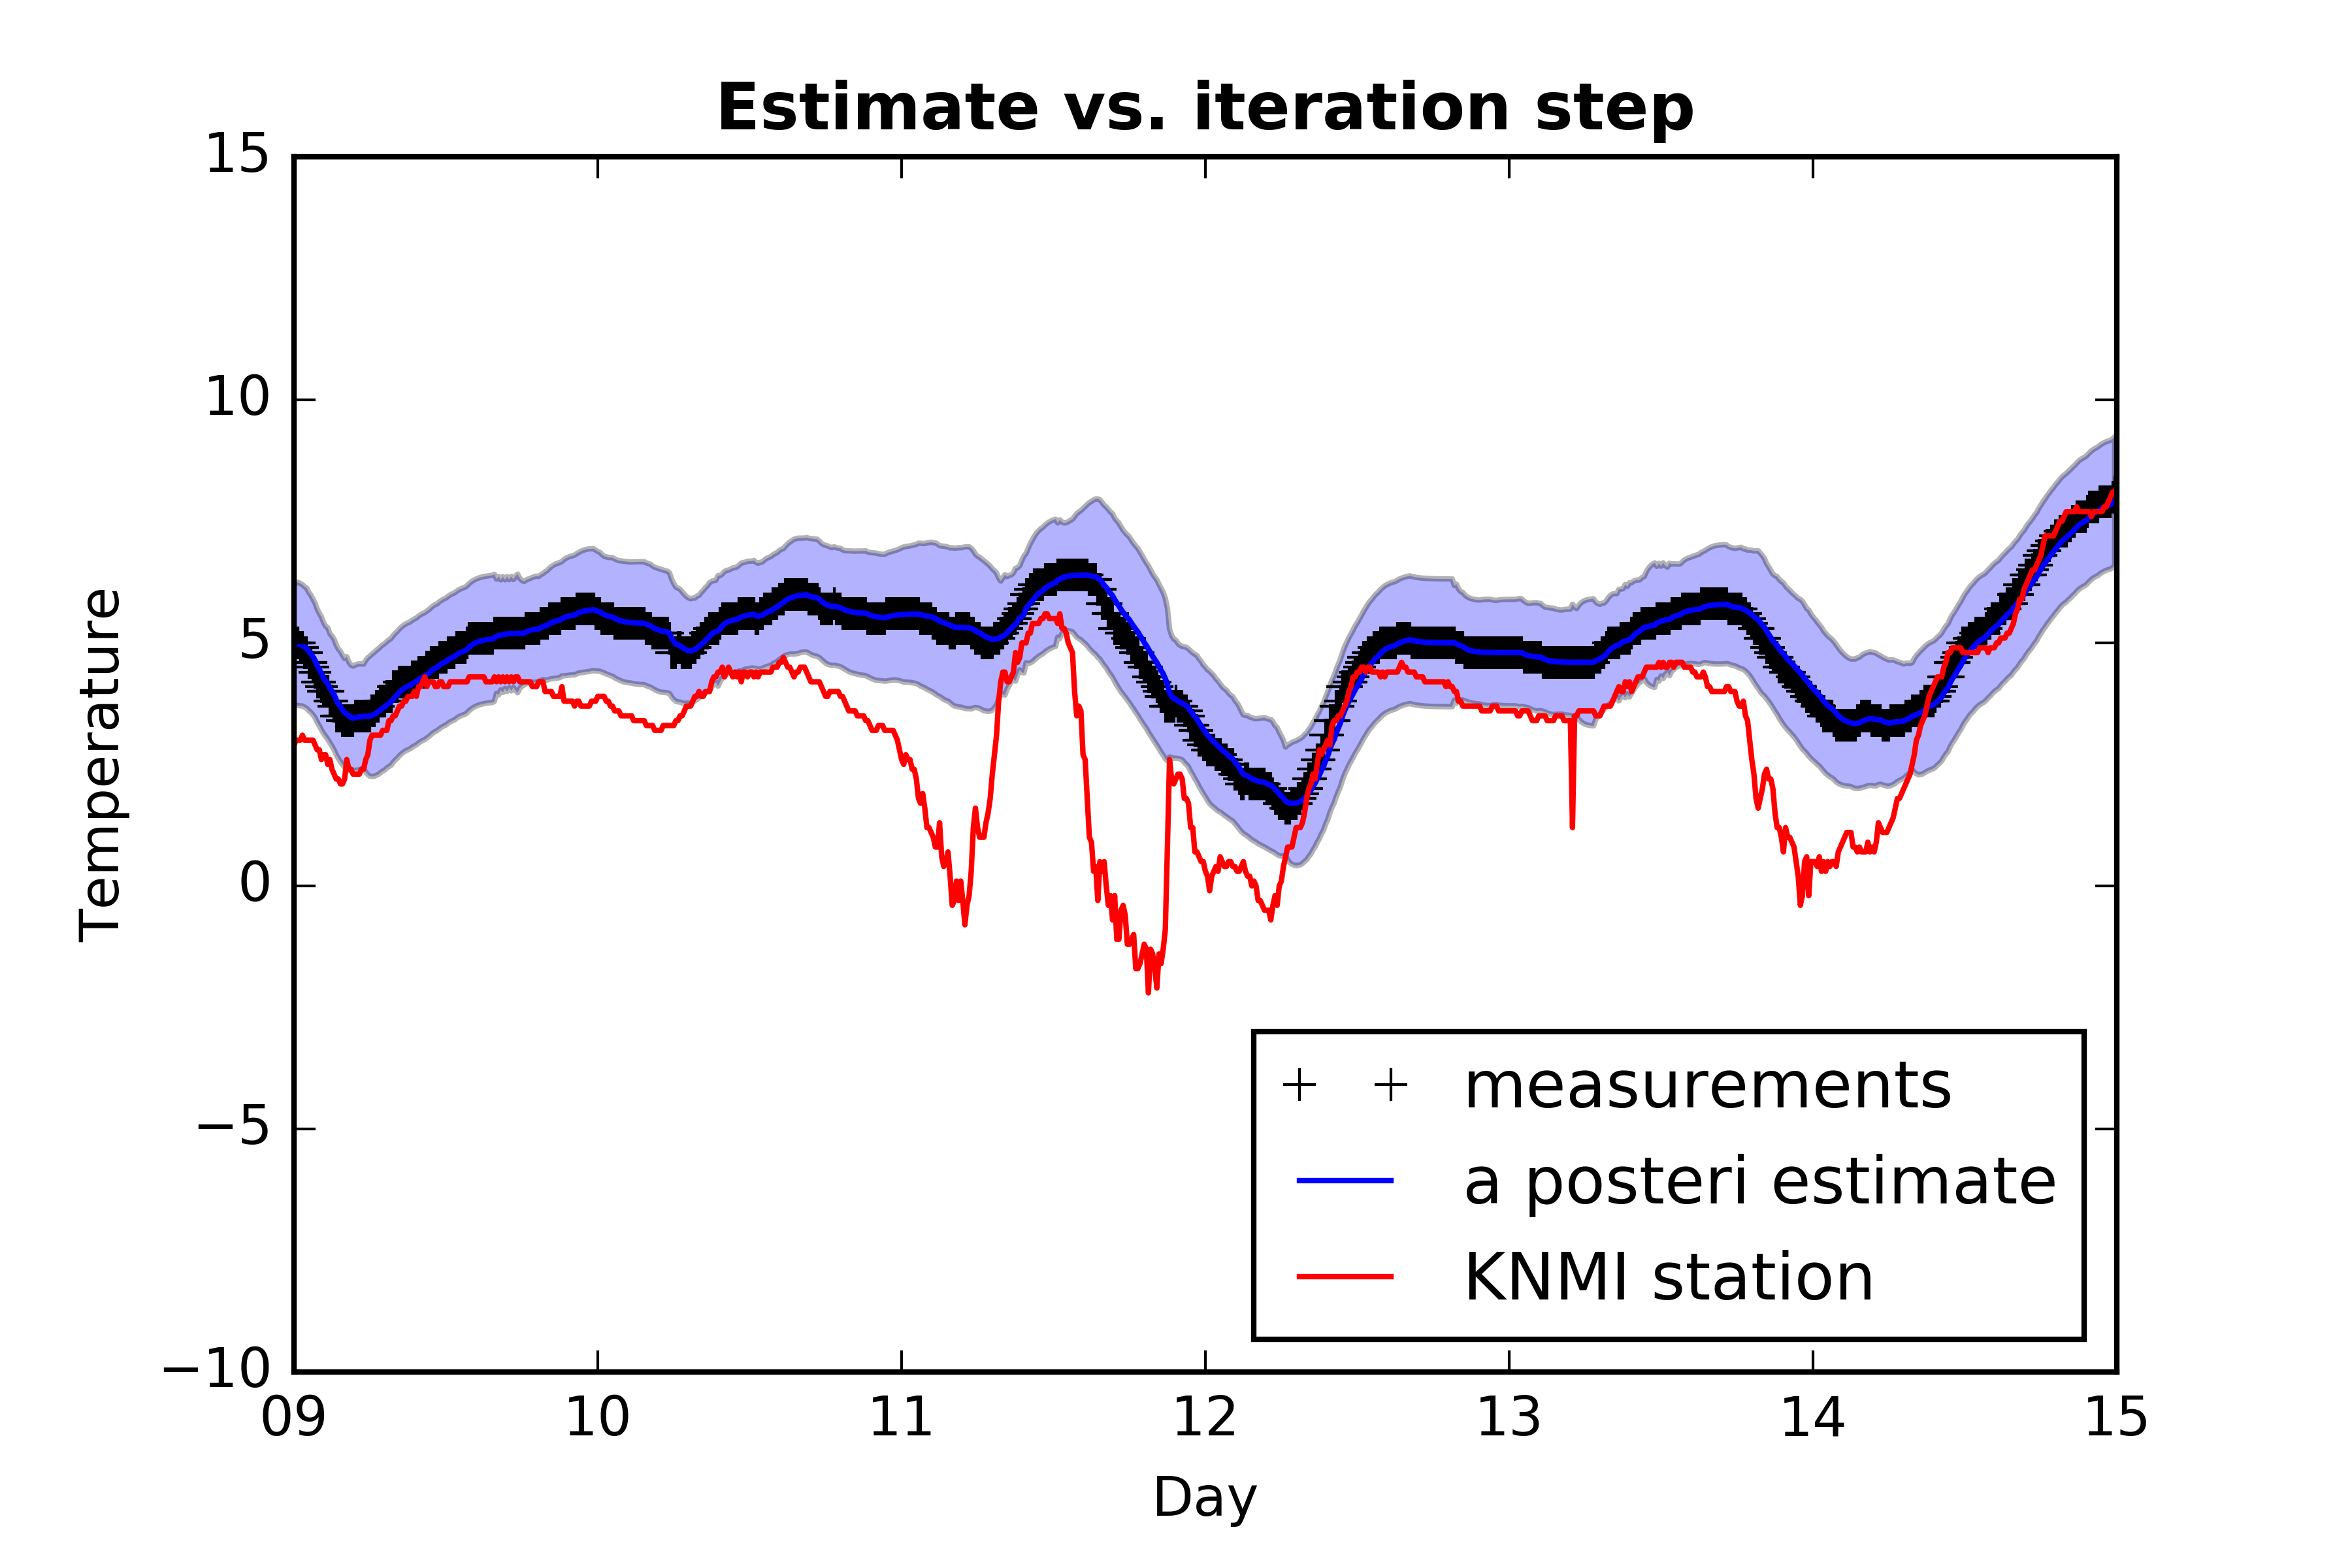 Estimate vs. iteration step
15
10
5
0
−5
−10
Temperature
measurements
a posteri estimate
KNMI station
09 10 11 12 13 14 15
Day